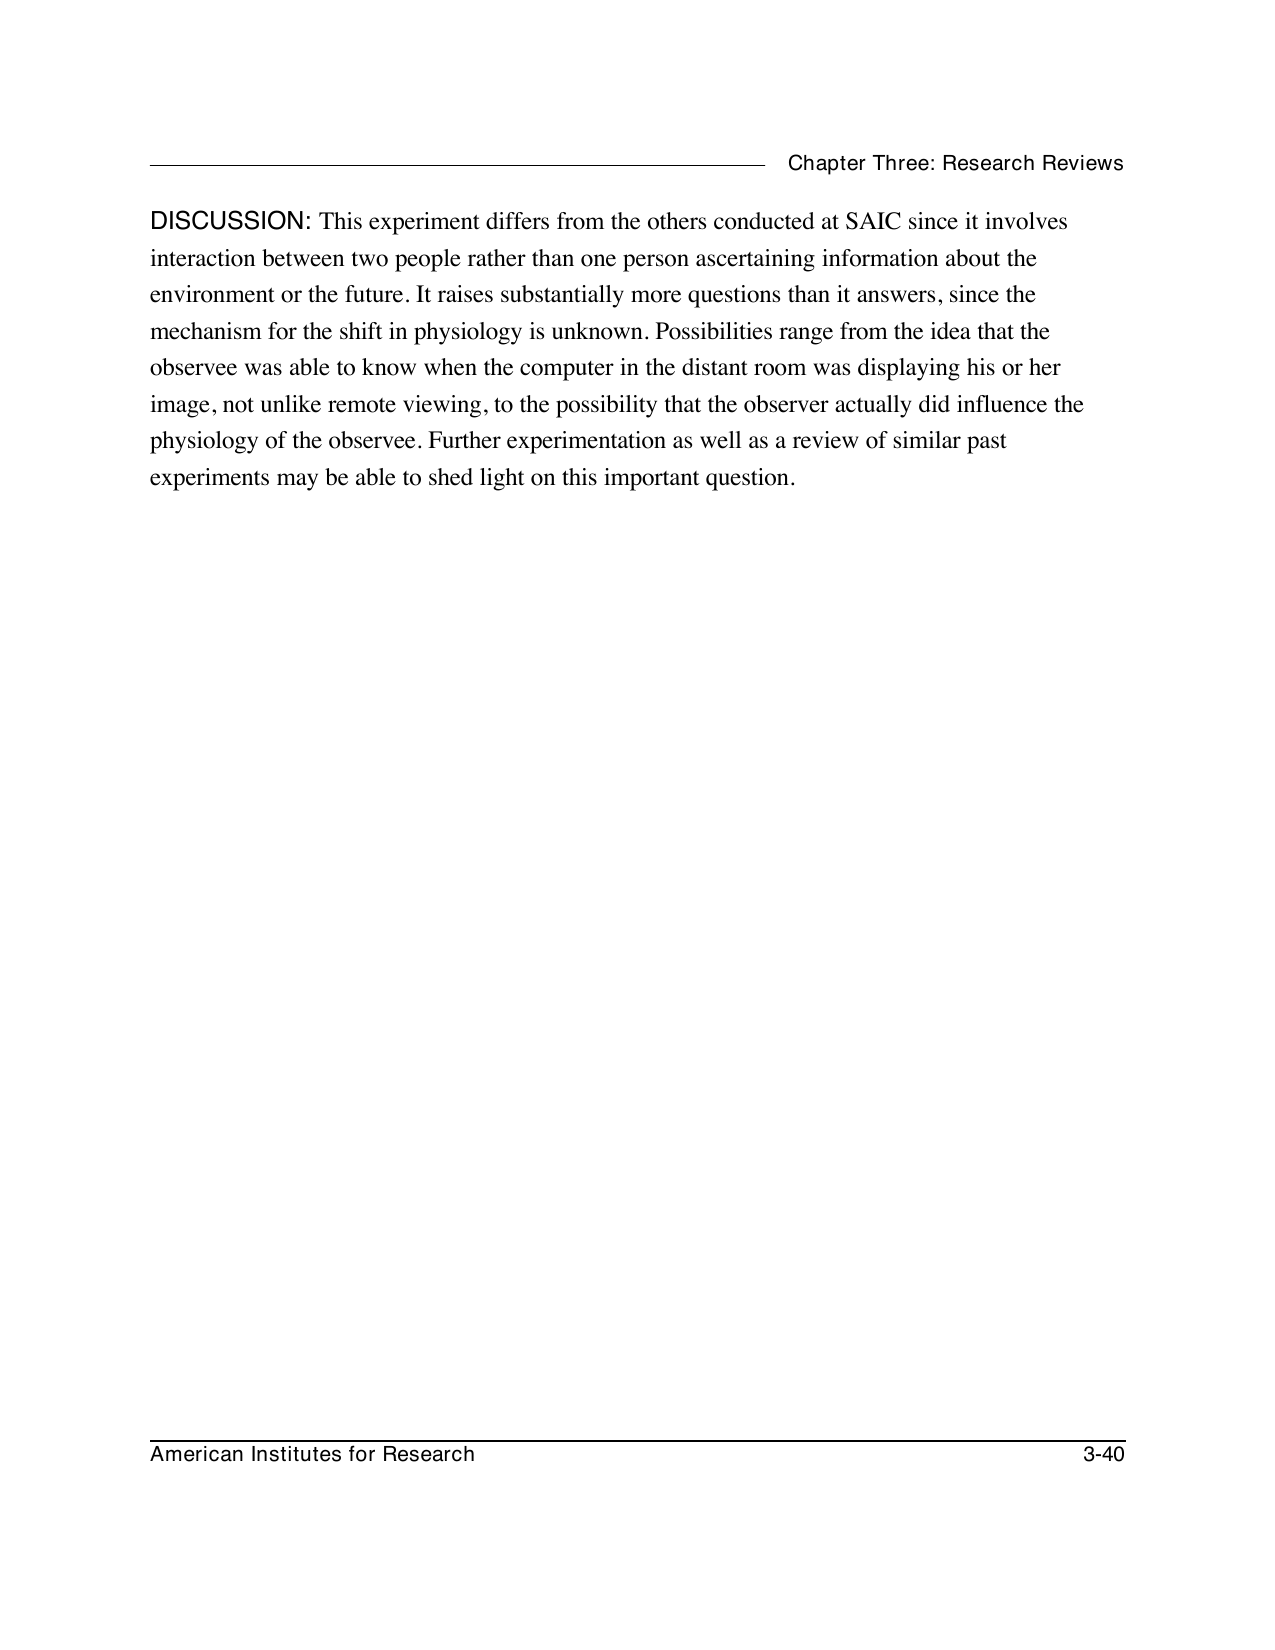 Chapter Three: Research Reviews
DISCUSSION: This experiment differs from the others conducted at SAIC since it involves
interaction between two people rather than one person ascertaining information about the
environment or the future. It raises substantially more questions than it answers, since the
mechanism for the shift in physiology is unknown. Possibilities range from the idea that the
observee was able to know when the computer in the distant room was displaying his or her
image, not unlike remote viewing, to the possibility that the observer actually did influence the
physiology of the observee. Further experimentation as well as a review of similar past
experiments may be able to shed light on this important question.
American Institutes for Research 3-40